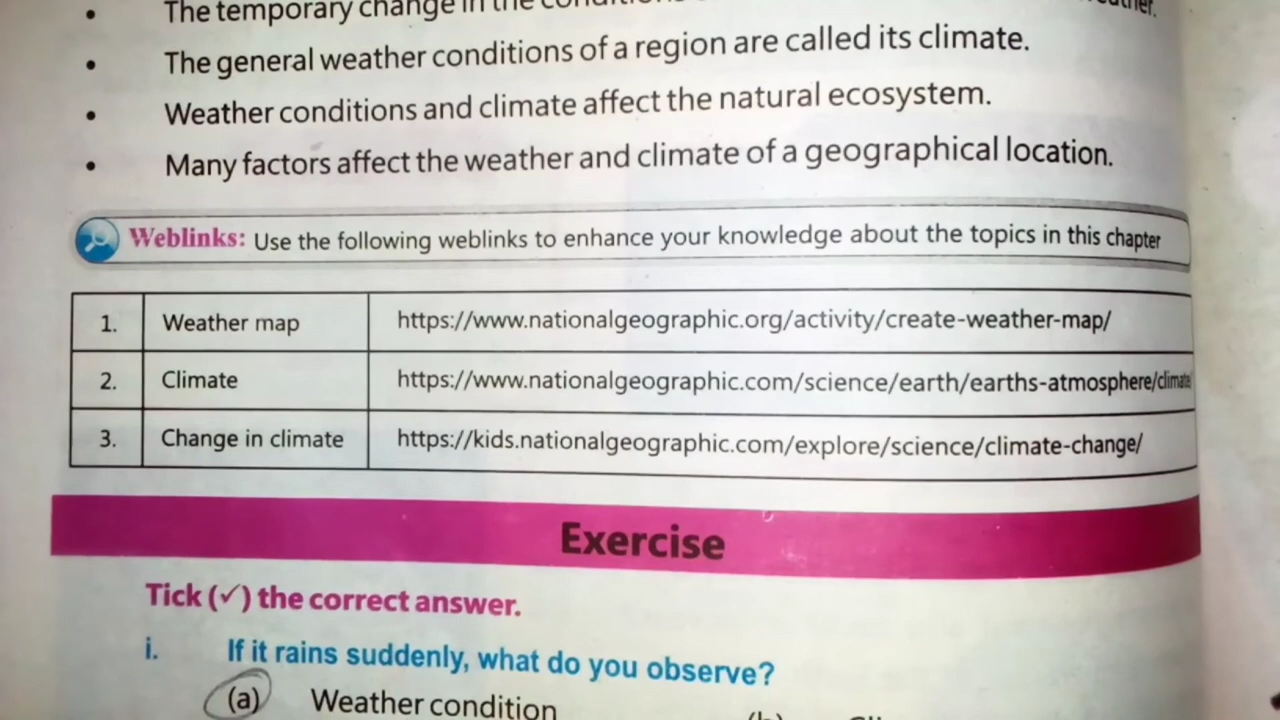 • The temporary change in the
• The general weather conditions of a region are called its climate.
• Weather conditions and climate affect the natural ecosystem.
• Many factors affect the weather and climate of a geographical location.
Weblinks: Use the following weblinks to enhance your knowledge about the topics in this chapter
1. Weather map https://www.nationalgeographic.org/activity/create-weather-map/
2. Climate https://www.nationalgeographic.com/science/earth/earths-atmosphere/climate
3. Change in climate https://kids.nationalgeographic.com/explore/science/climate-change/
Exercise
Tick (✓) the correct answer.
i. If it rains suddenly, what do you observe?
(a) Weather condition